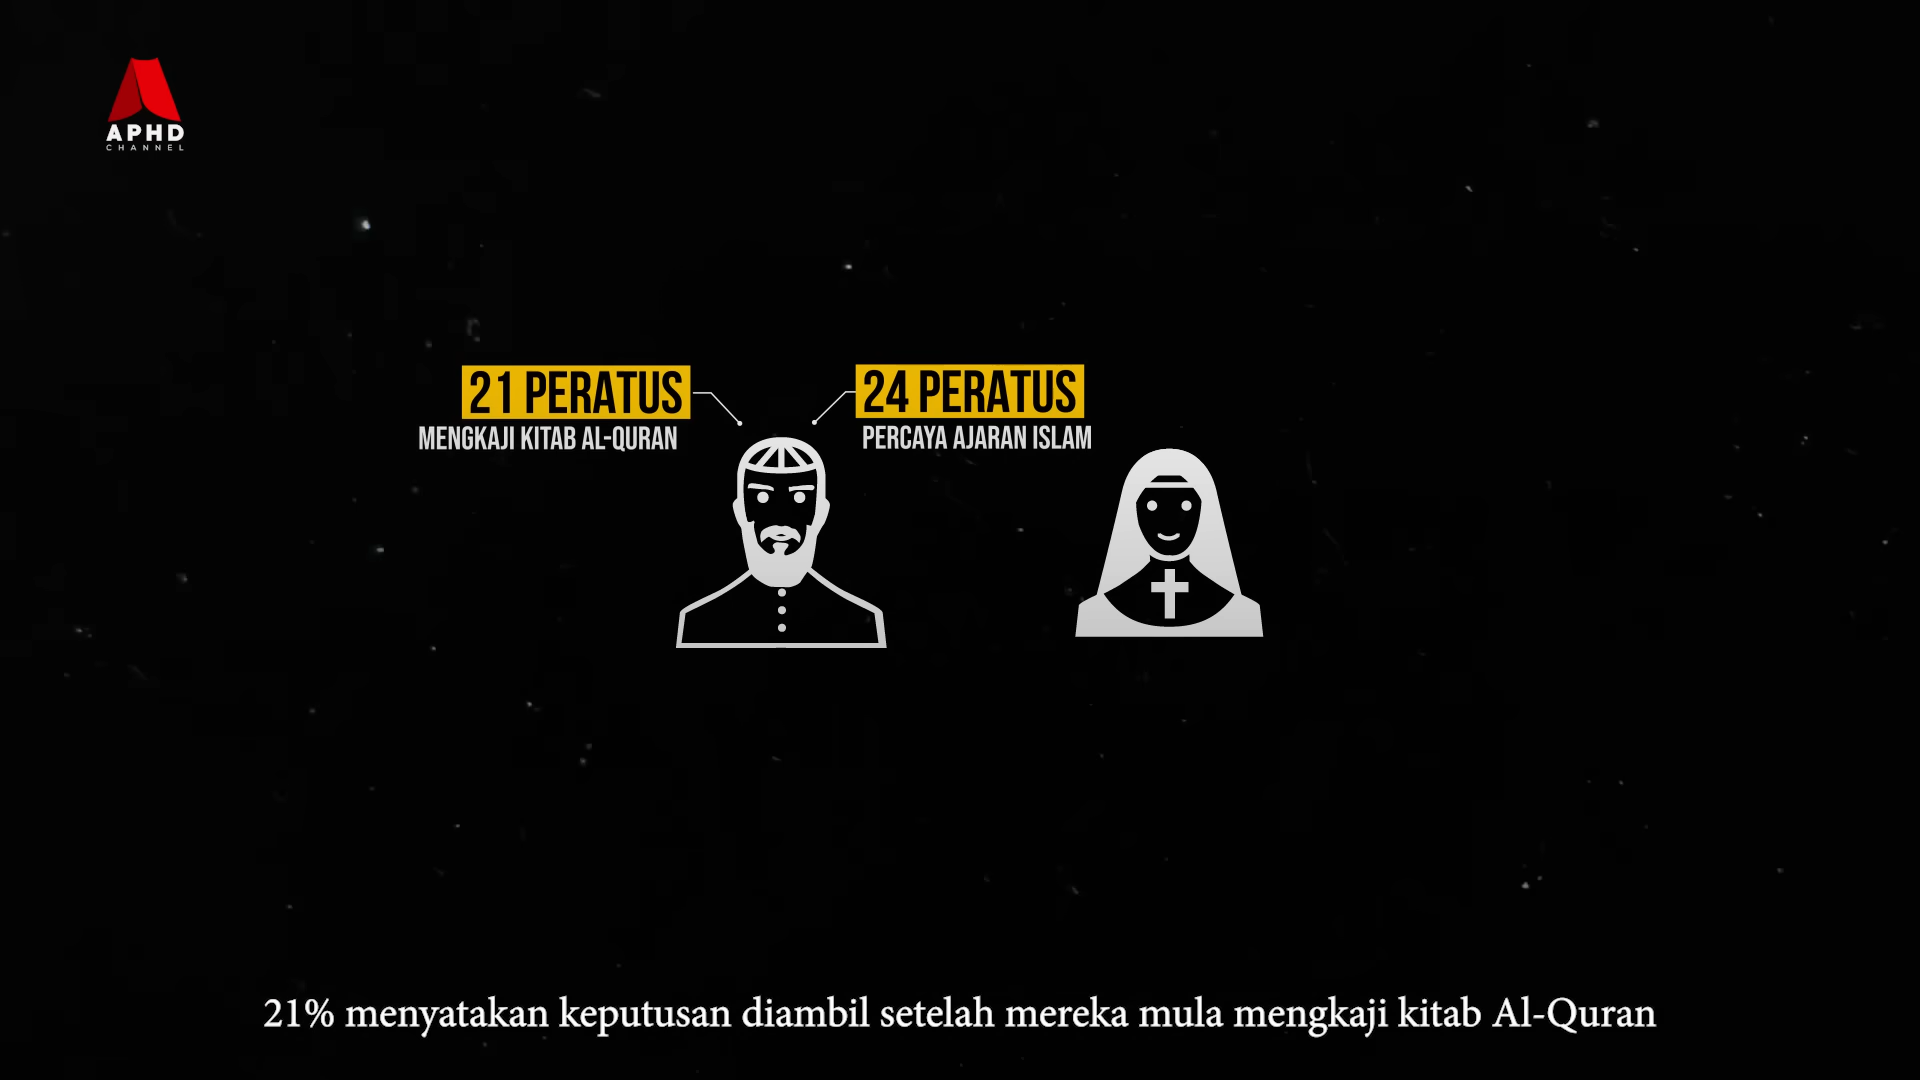 APHD
CHANNEL
21 PERATUS
MENGKAJI KITAB AL-QURAN
24 PERATUS
PERCAYA AJARAN ISLAM
21% menyatakan keputusan diambil setelah mereka mula mengkaji kitab Al-Quran